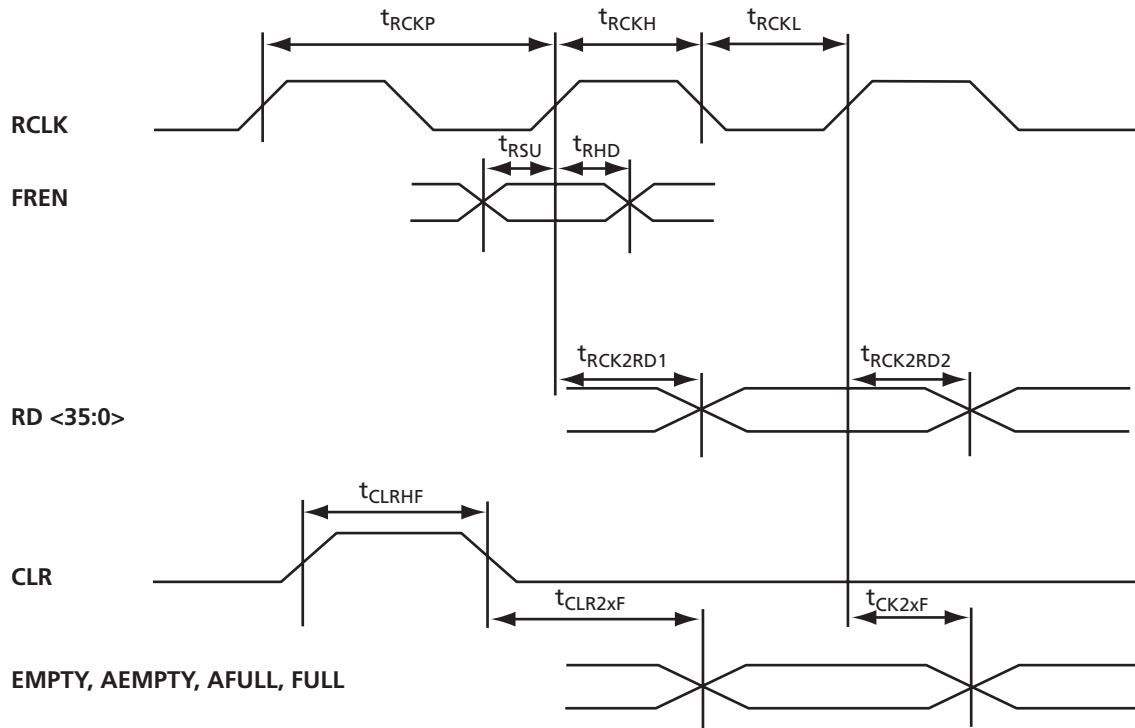 tRCKP tRCKH tRCKL
RCLK
tRSU tRHD
FREN
tRCK2RD1 tRCK2RD2
RD <35:0>
tCLRHF
CLR
tCLR2xF tCK2xF
EMPTY, AEMPTY, AFULL, FULL